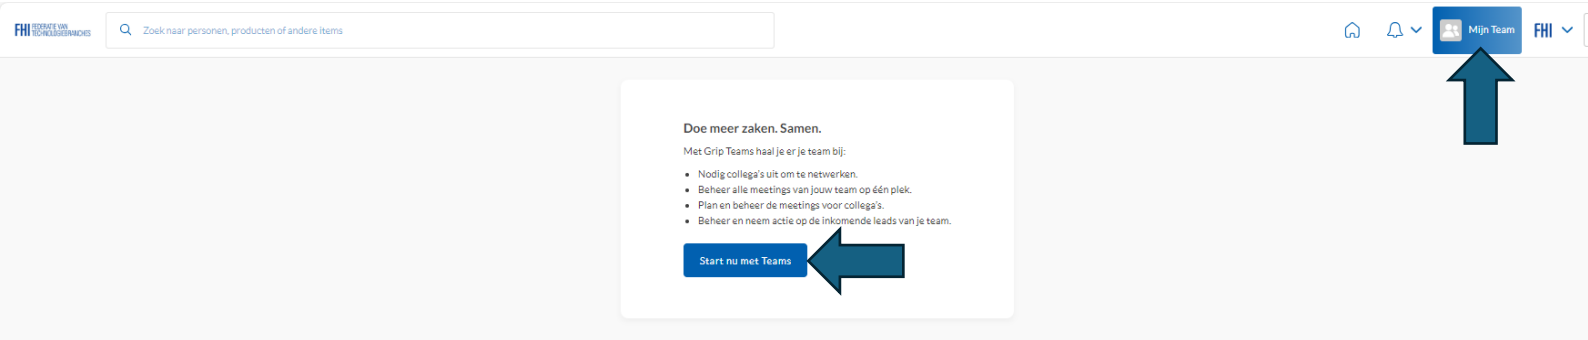 FHI FEDERATIE VAN
TECHNOLOGIEBRANCHES
Zoek naar personen, producten of andere items
Mijn Team
FHI
Doe meer zaken. Samen.
Met Grip Teams haal je er je team bij:
• Nodig collega's uit om te netwerken.
• Beheer alle meetings van jouw team op één plek.
• Plan en beheer de meetings voor collega's.
• Beheer en neem actie op de inkomende leads van je team.
Start nu met Teams